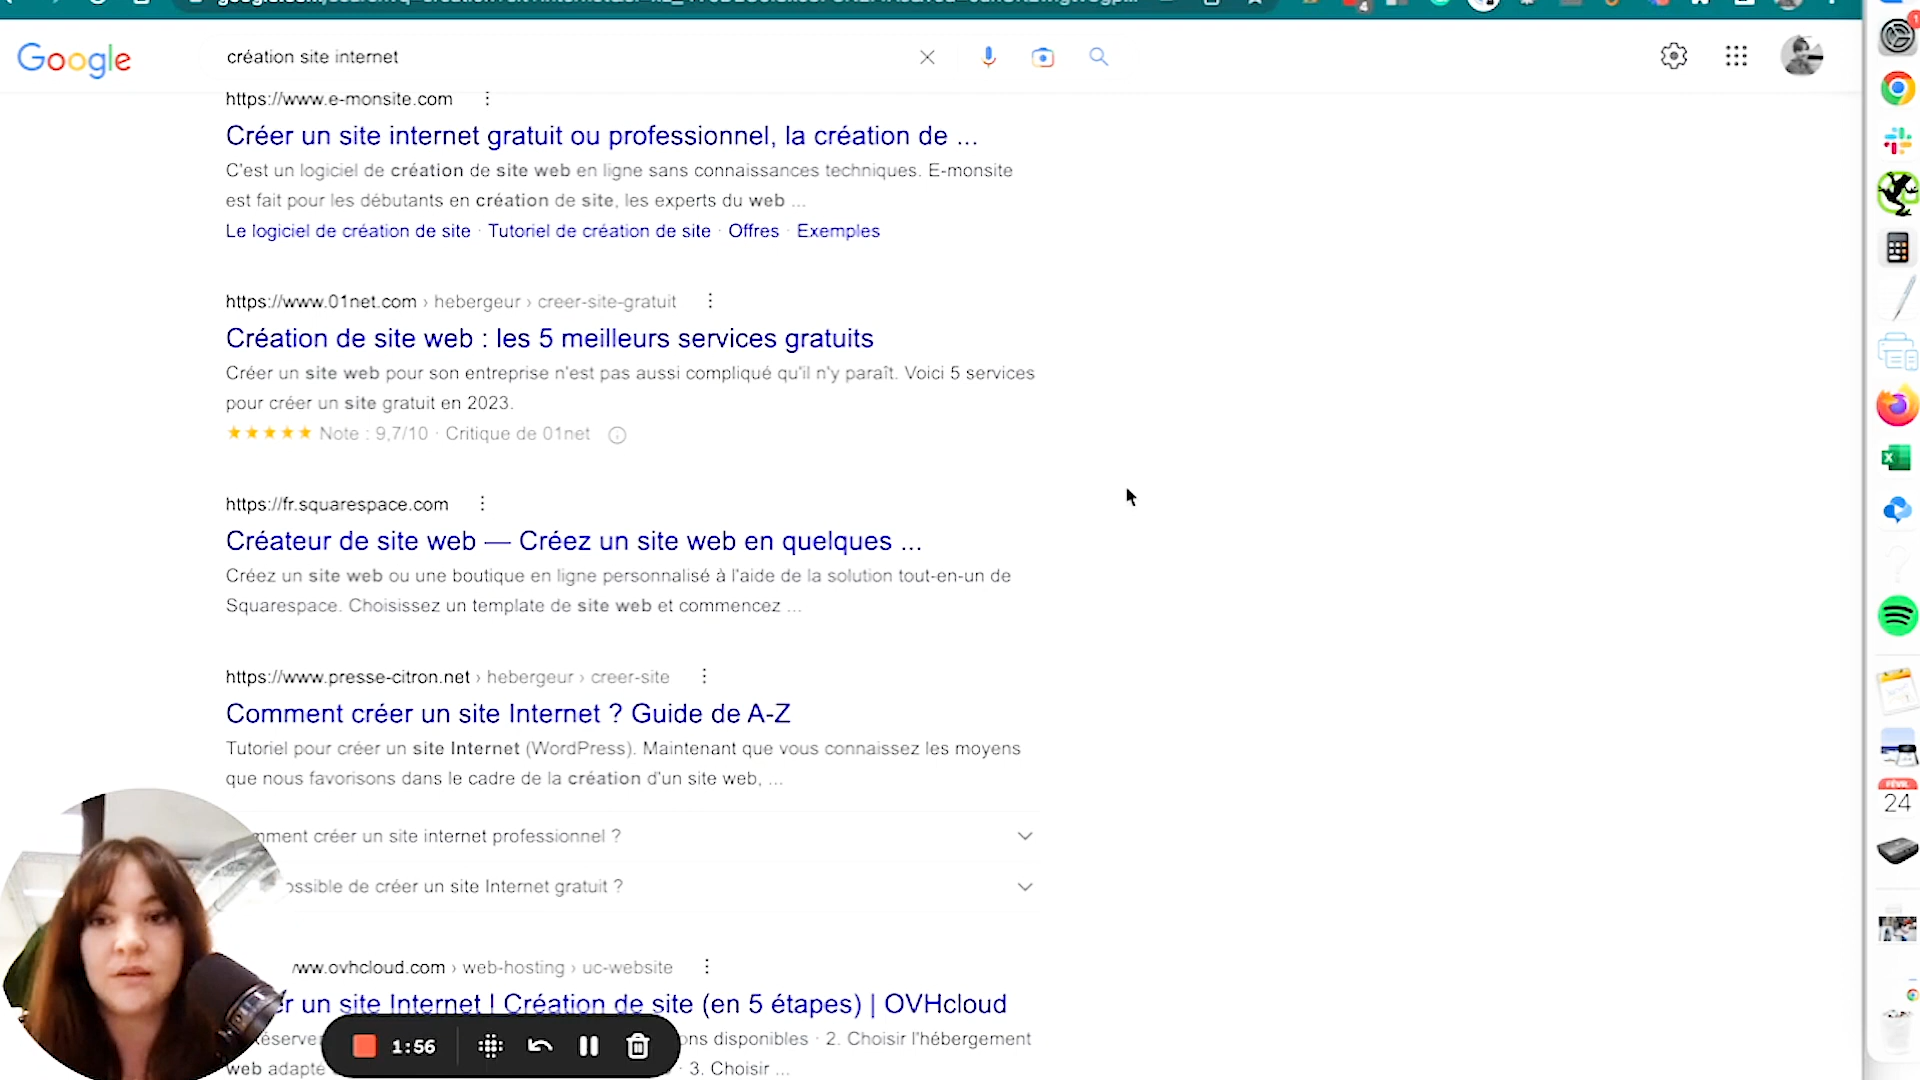 Google
création site internet
4
1
https://www.e-monsite.com
Créer un site internet gratuit ou professionnel, la création de ...
C'est un logiciel de création de site web en ligne sans connaissances techniques. E-monsite
est fait pour les débutants en création de site, les experts du web ...
Le logiciel de création de site · Tutoriel de création de site · Offres · Exemples
https://www.01net.com › hebergeur › creer-site-gratuit
Création de site web : les 5 meilleurs services gratuits
Créer un site web pour son entreprise n'est pas aussi compliqué qu'il n'y paraît. Voici 5 services
pour créer un site gratuit en 2023.
Note : 9,7/10 · Critique de 01net
https://fr.squarespace.com
Créateur de site web — Créez un site web en quelques ...
Créez un site web ou une boutique en ligne personnalisé à l'aide de la solution tout-en-un de
Squarespace. Choisissez un template de site web et commencez ...
https://www.presse-citron.net › hebergeur › creer-site
Comment créer un site Internet ? Guide de A-Z
Tutoriel pour créer un site Internet (WordPress). Maintenant que vous connaissez les moyens
que nous favorisons dans le cadre de la création d'un site web, ...
mment créer un site internet professionnel ?
ossible de créer un site Internet gratuit ?
www.ovhcloud.com › web-hosting › uc-website
er un site Internet | Création de site (en 5 étapes) | OVHcloud
ons disponibles · 2. Choisir l'hébergement
web adapté
3. Choisir ...
1:56
FÉVR.
24